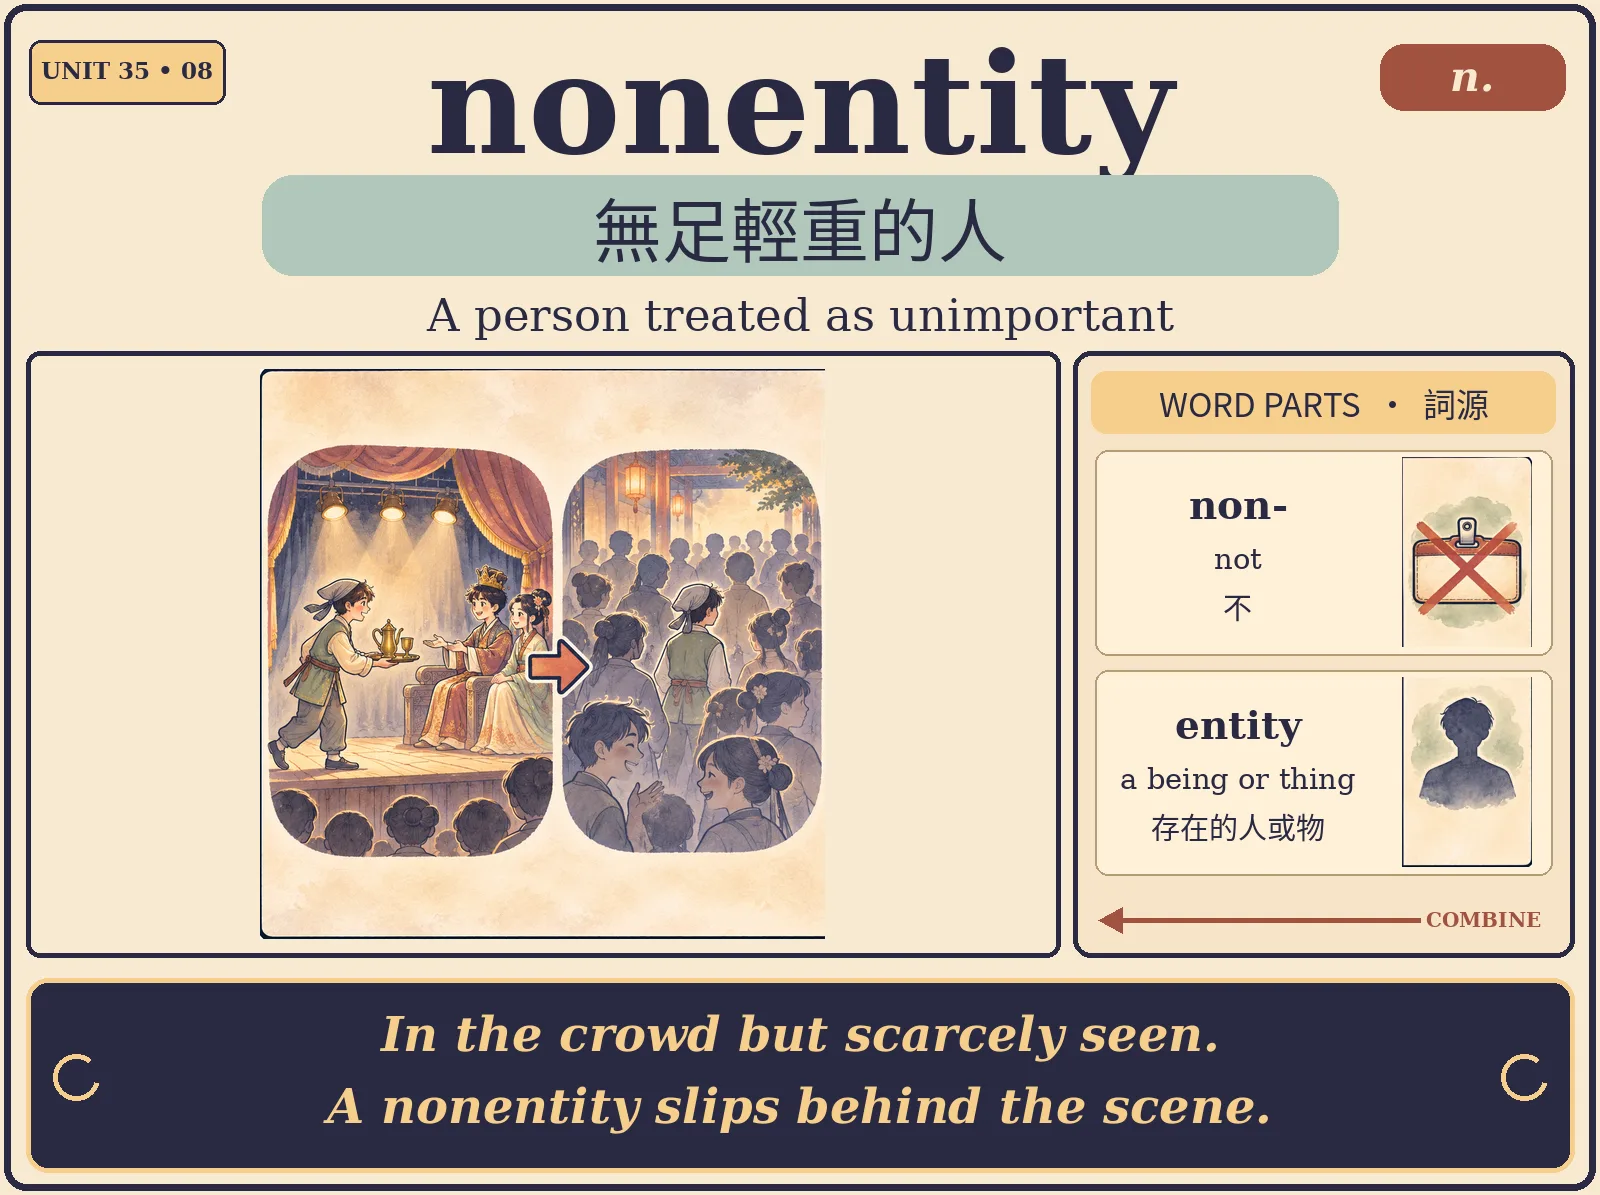 UNIT 35 • 08
nonentity
n.
無足輕重的人
A person treated as unimportant
WORD PARTS ・ 詞源
non-
not
不
entity
a being or thing
存在的人或物
COMBINE
In the crowd but scarcely seen.
A nonentity slips behind the scene.